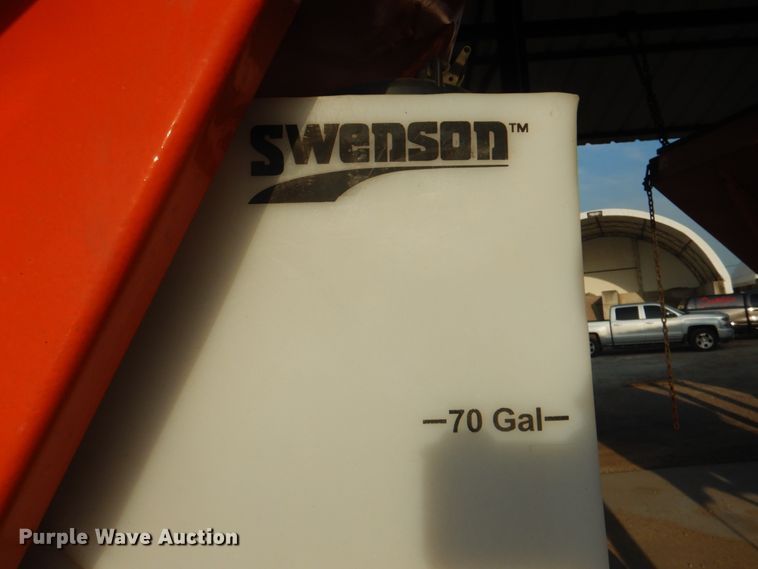 SWENSON™
—70 Gal—
Purple Wave Auction